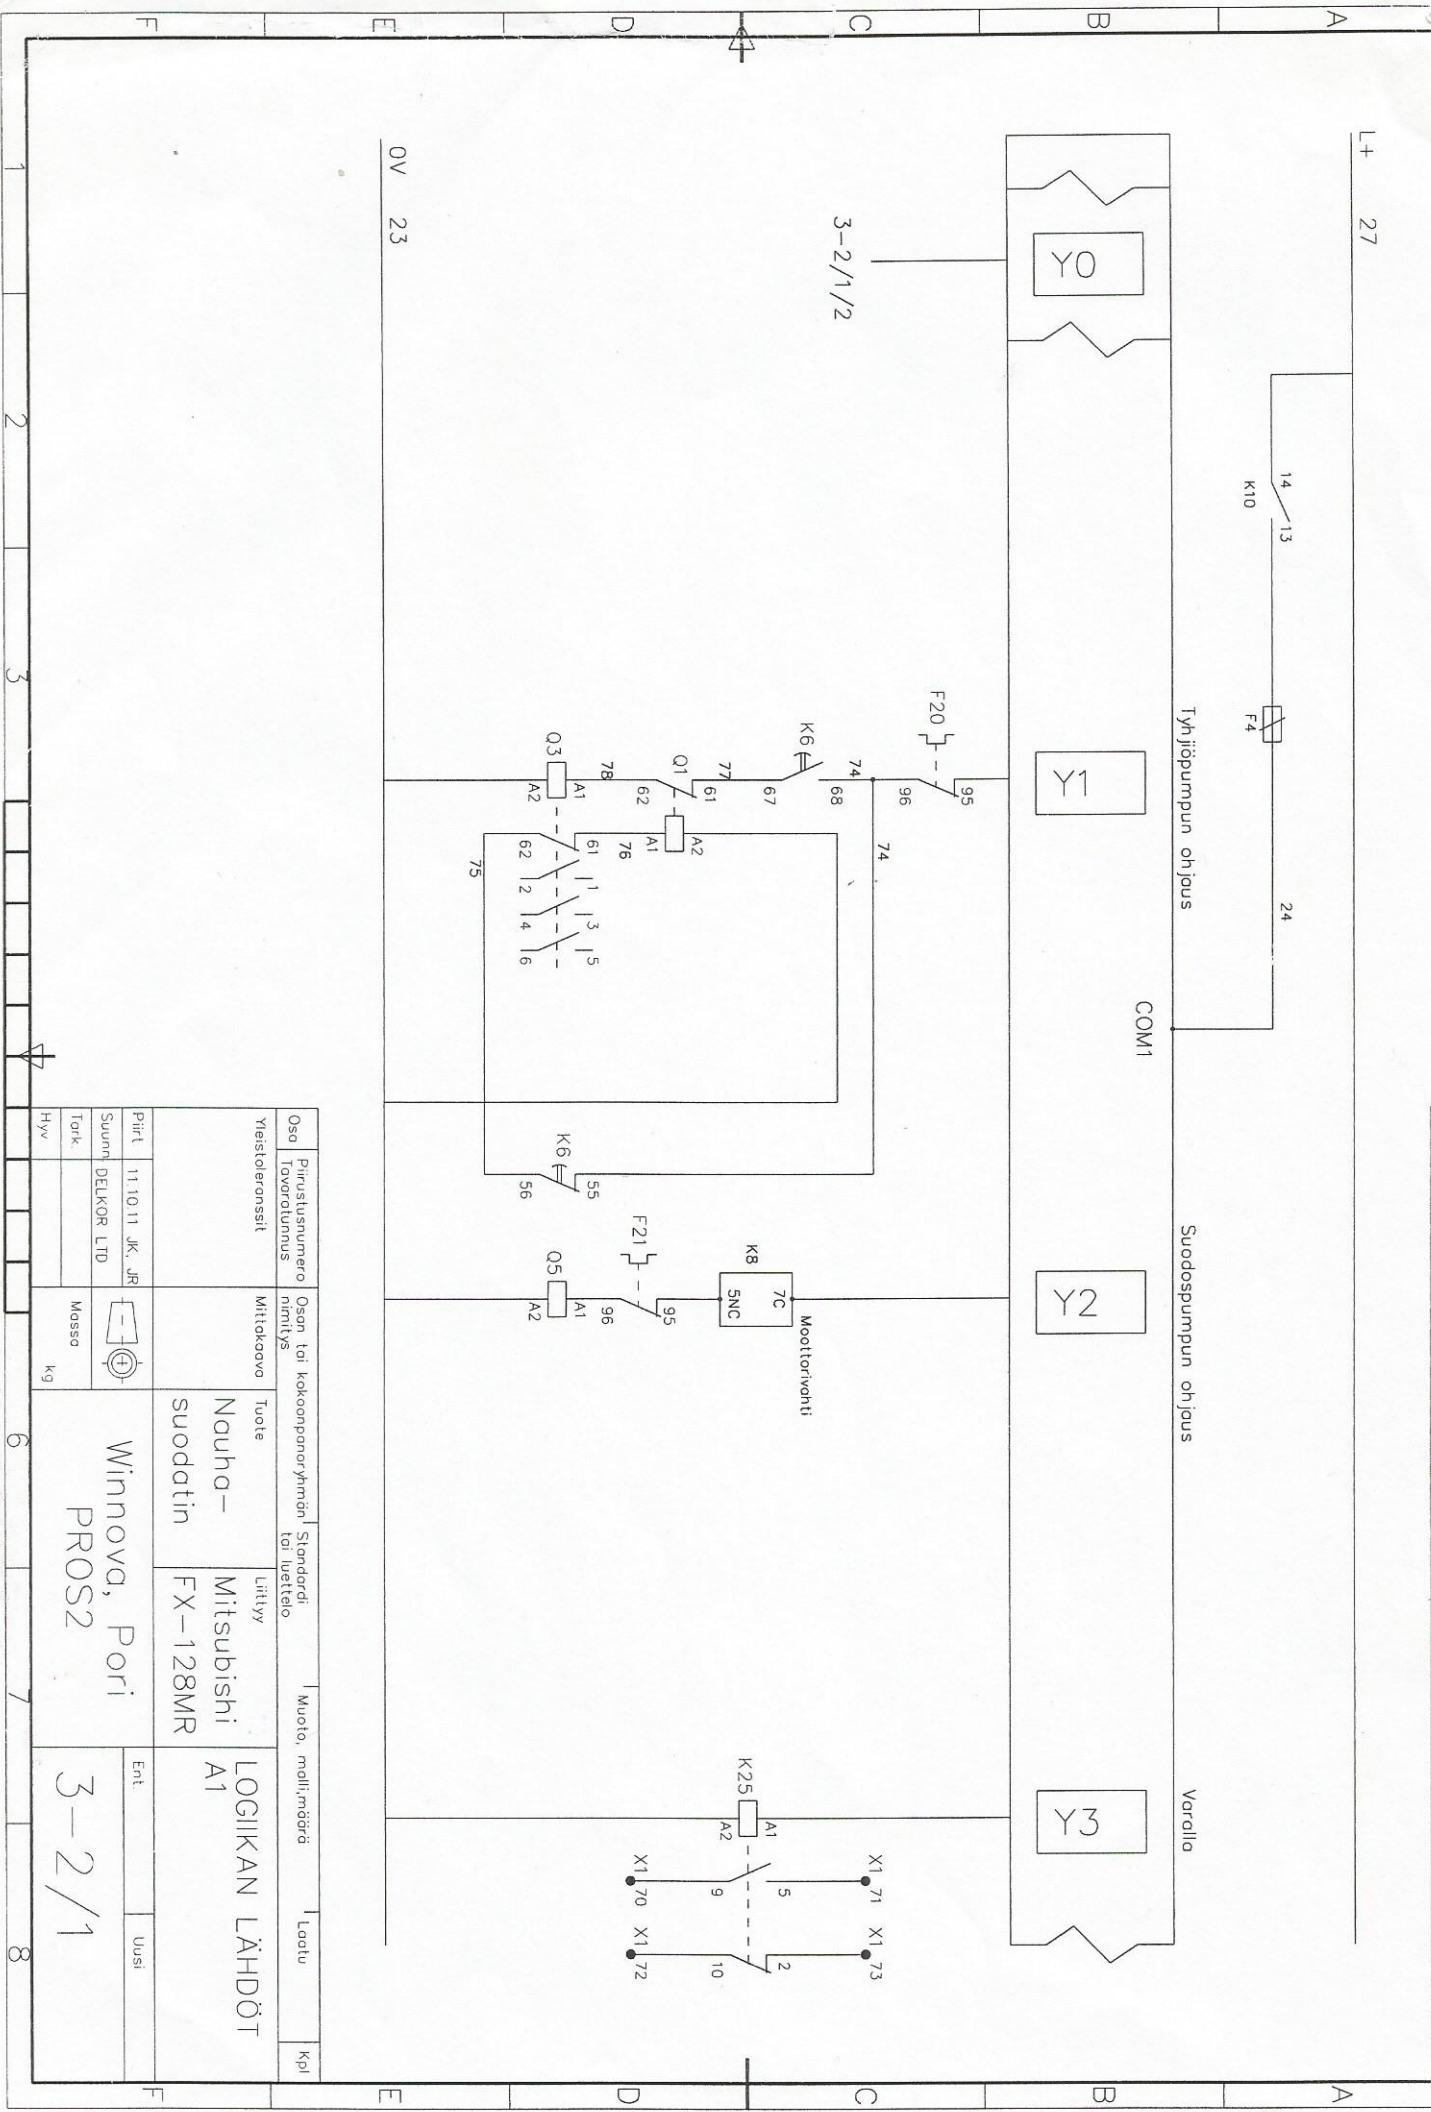 A
B
C
D
E
F
1
2
3
6
7
8
A
B
C
D
E
F
L+ 27
14
13
K10
F4
24
Tyhjiöpumpun ohjaus
COM1
Suodospumpun ohjaus
Varalla
Y0
Y1
Y2
Y3
3-2/1/2
F20
95
96
74
74
K6
68
67
77
Q1
61
62
78
A2
A1
76
Q3
A1
A2
61
62
1
2
3
4
5
6
75
K6
55
56
K8
7C
5NC
Moottorivahti
F21
95
96
Q5
A1
A2
K25
A1
A2
X1 71
5
9
X1 70
X1 73
2
10
X1 72
0V 23
Osa
Piirustusnumero
Tavaratunnus
Osan tai kokoonpanoryhmän
nimitys
Standardi
tai luettelo
Muoto, malli,määrä
Laatu
Kpl
Yleistoleranssit
Mittakaava
Tuote
Nauha-
suodatin
Liittyy
Mitsubishi
FX-128MR
LOGIIKAN LÄHDÖT
A1
Piirt 11.10.11 JK, JR
Suunn DELKOR LTD
Tark.
Hyv
Massa kg
Winnova, Pori
PROS2
Ent.
Uusi
3-2/1